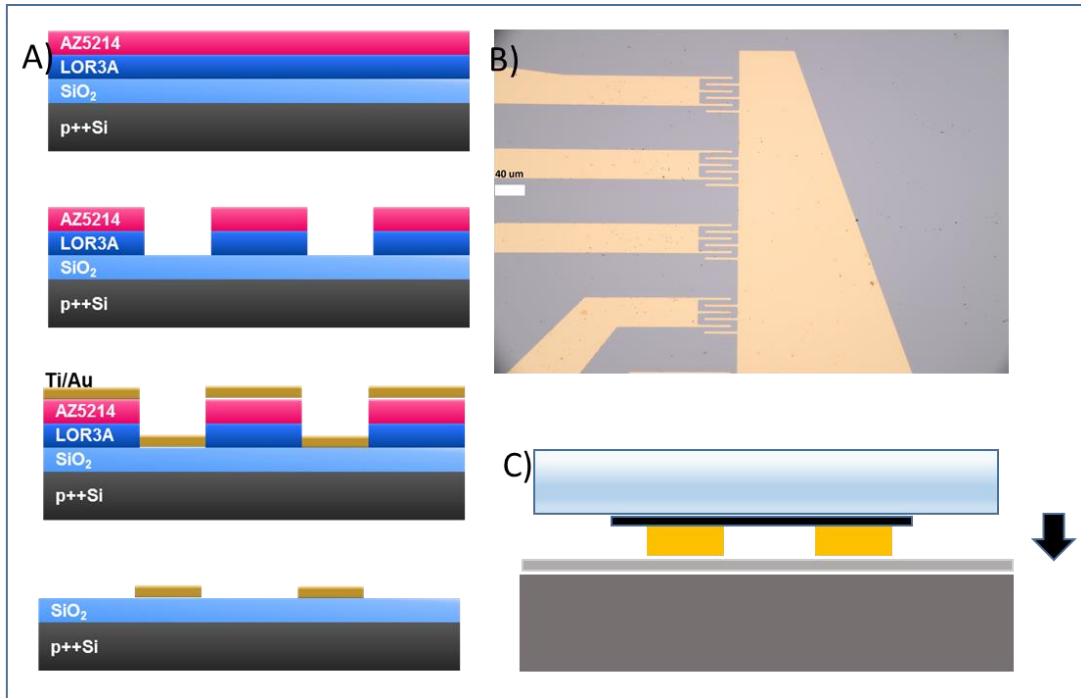 A)
AZ5214
LOR3A
SiO₂
p++Si
AZ5214
LOR3A
SiO₂
p++Si
Ti/Au
AZ5214
LOR3A
SiO₂
p++Si
SiO₂
p++Si
B)
40 um
C)